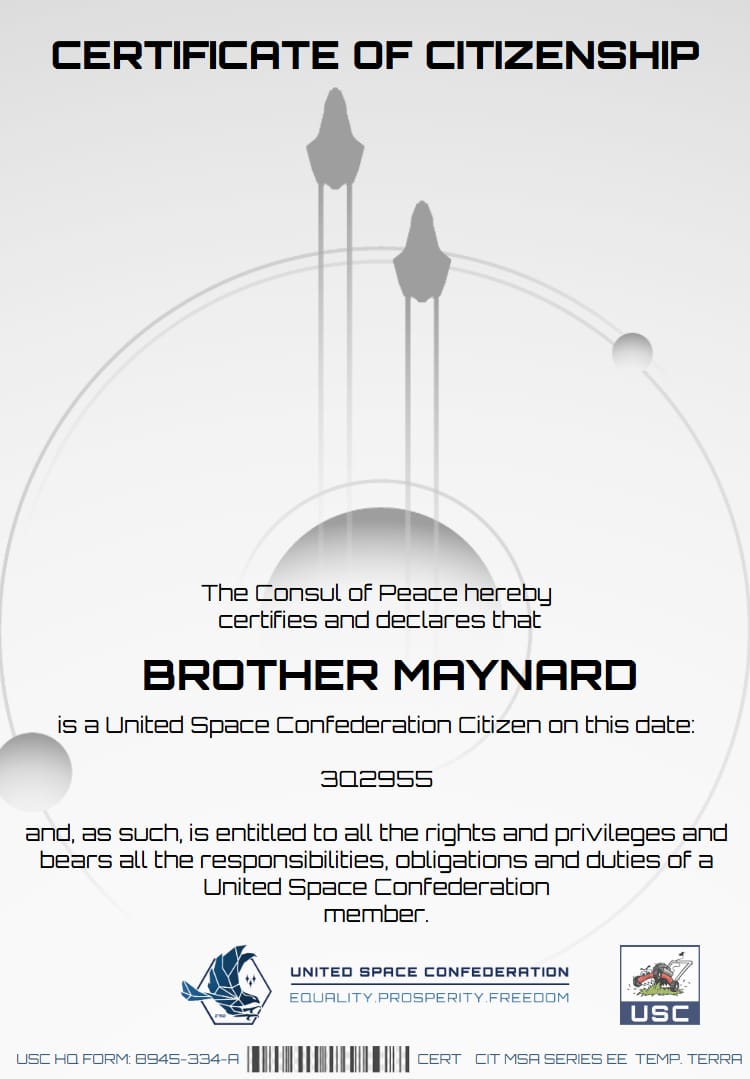 CERTIFICATE OF CITIZENSHIP
The Consul of Peace hereby
certifies and declares that
BROTHER MAYNARD
is a United Space Confederation Citizen on this date:
3Q2955
and, as such, is entitled to all the rights and privileges and
bears all the responsibilities, obligations and duties of a
United Space Confederation
member.
UNITED SPACE CONFEDERATION
EQUALITY.PROSPERITY.FREEDOM
USC
USC HQ FORM: 8945-334-A CERT CIT MSA SERIES EE TEMP. TERRA